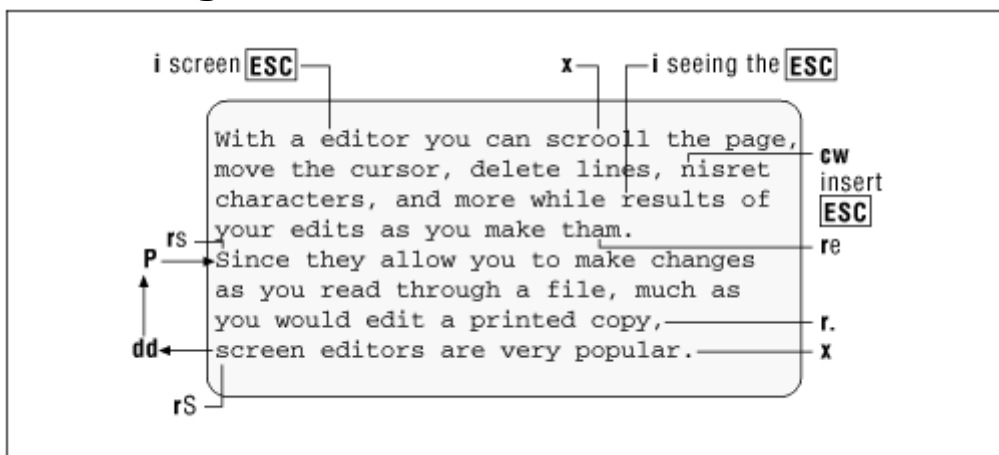 i screen ESC x i seeing the ESC
With a editor you can scrooll the page,
move the cursor, delete lines, nisret cw
insert
characters, and more while results of ESC
rs your edits as you make tham. re
P Since they allow you to make changes
as you read through a file, much as
you would edit a printed copy, r.
dd screen editors are very popular. x
rS